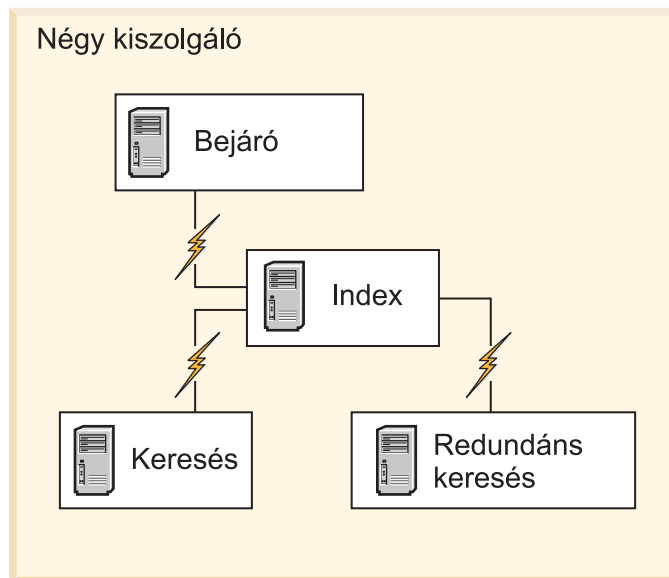 Négy kiszolgáló
Bejáró
Index
Keresés
Redundáns
keresés